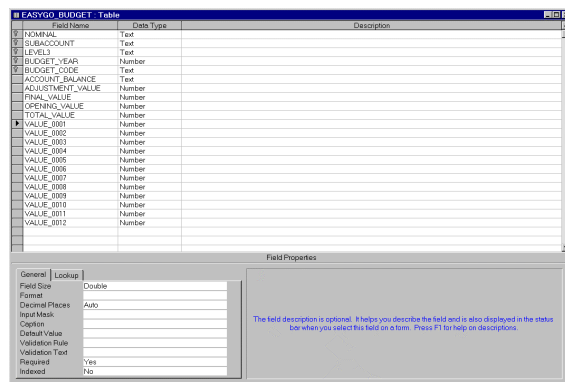 EASYGO_BUDGET : Table
Field Name Data Type Description
NOMINAL Text
SUBACCOUNT Text
LEVEL3 Text
BUDGET_YEAR Number
BUDGET_CODE Text
ACCOUNT_BALANCE Text
ADJUSTMENT_VALUE Number
FINAL_VALUE Number
OPENING_VALUE Number
TOTAL_VALUE Number
VALUE_0001 Number
VALUE_0002 Number
VALUE_0003 Number
VALUE_0004 Number
VALUE_0005 Number
VALUE_0006 Number
VALUE_0007 Number
VALUE_0008 Number
VALUE_0009 Number
VALUE_0010 Number
VALUE_0011 Number
VALUE_0012 Number
Field Properties
General Lookup
Field Size Double
Format
Decimal Places Auto
Input Mask
Caption
Default Value
Validation Rule
Validation Text
Required Yes
Indexed No
The field description is optional. It helps you describe the field and is also displayed in the status
bar when you select this field on a form. Press F1 for help on descriptions.